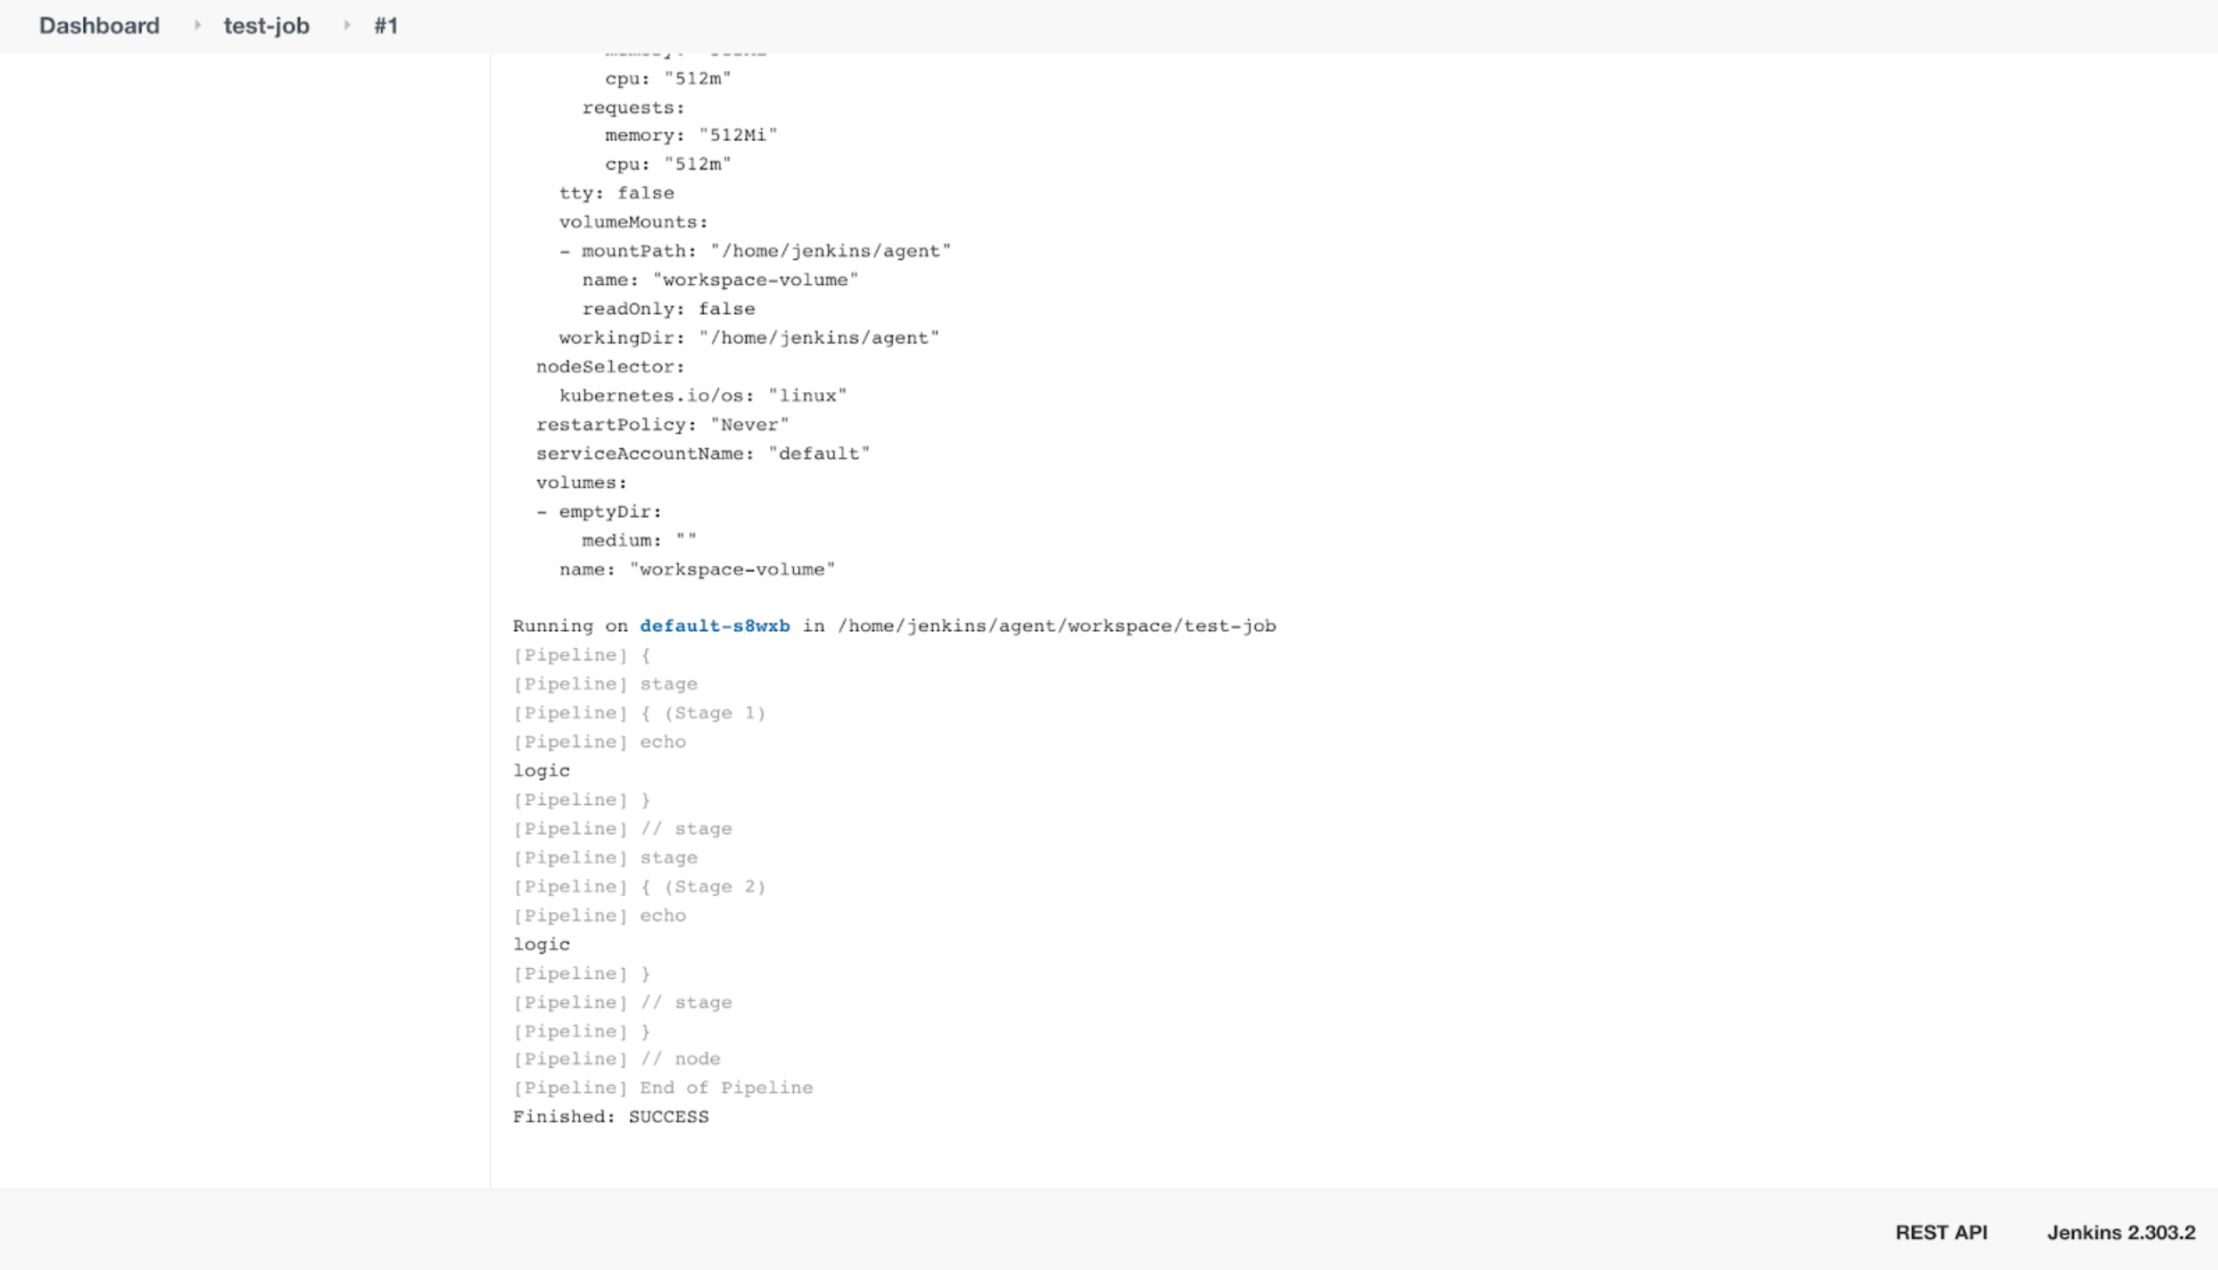 Dashboard test-job #1
cpu: "512m"
requests:
memory: "512Mi"
cpu: "512m"
tty: false
volumeMounts:
- mountPath: "/home/jenkins/agent"
name: "workspace-volume"
readOnly: false
workingDir: "/home/jenkins/agent"
nodeSelector:
kubernetes.io/os: "linux"
restartPolicy: "Never"
serviceAccountName: "default"
volumes:
- emptyDir:
medium: ""
name: "workspace-volume"
Running on default-s8wxb in /home/jenkins/agent/workspace/test-job
[Pipeline] {
[Pipeline] stage
[Pipeline] { (Stage 1)
[Pipeline] echo
logic
[Pipeline] }
[Pipeline] // stage
[Pipeline] stage
[Pipeline] { (Stage 2)
[Pipeline] echo
logic
[Pipeline] }
[Pipeline] // stage
[Pipeline] }
[Pipeline] // node
[Pipeline] End of Pipeline
Finished: SUCCESS
REST API Jenkins 2.303.2